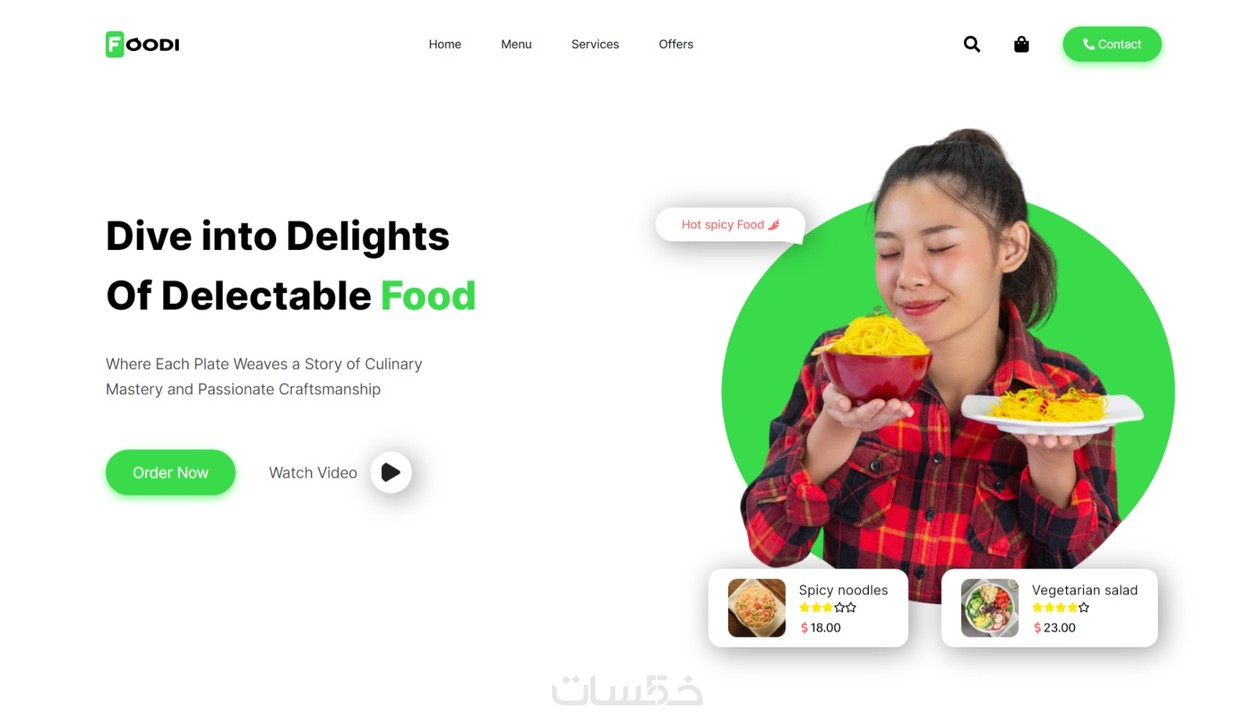 FOODI
Home
Menu
Services
Offers
Contact
Dive into Delights
Of Delectable Food
Where Each Plate Weaves a Story of Culinary
Mastery and Passionate Craftsmanship
Order Now
Watch Video
Hot spicy Food
Spicy noodles
$ 18.00
Vegetarian salad
$ 23.00
خمسات